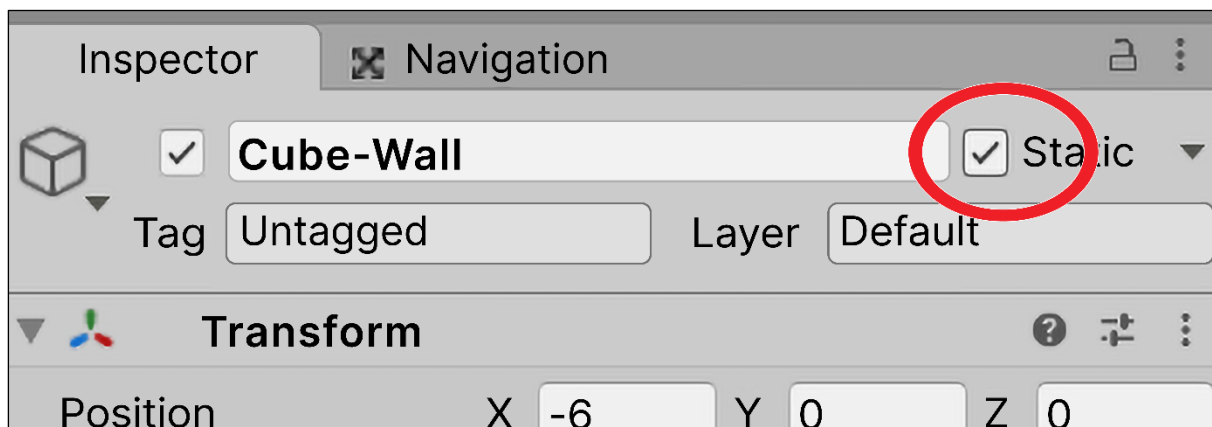 Inspector Navigation
Cube-Wall Static
Tag Untagged Layer Default
Transform
Position X -6 Y 0 Z 0